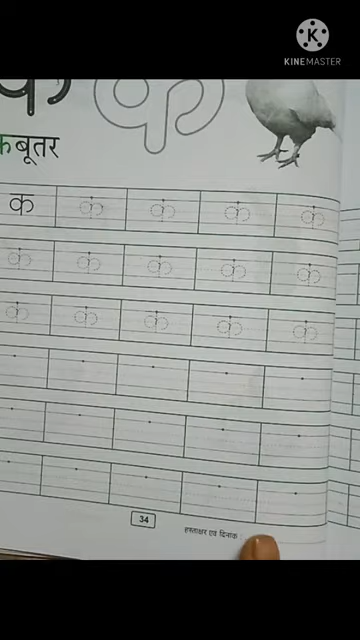 K
KINEMASTER
क क
कबूतर
क क क क क
क क क क क
क क क क क
34
हस्ताक्षर एवं दिनांक :